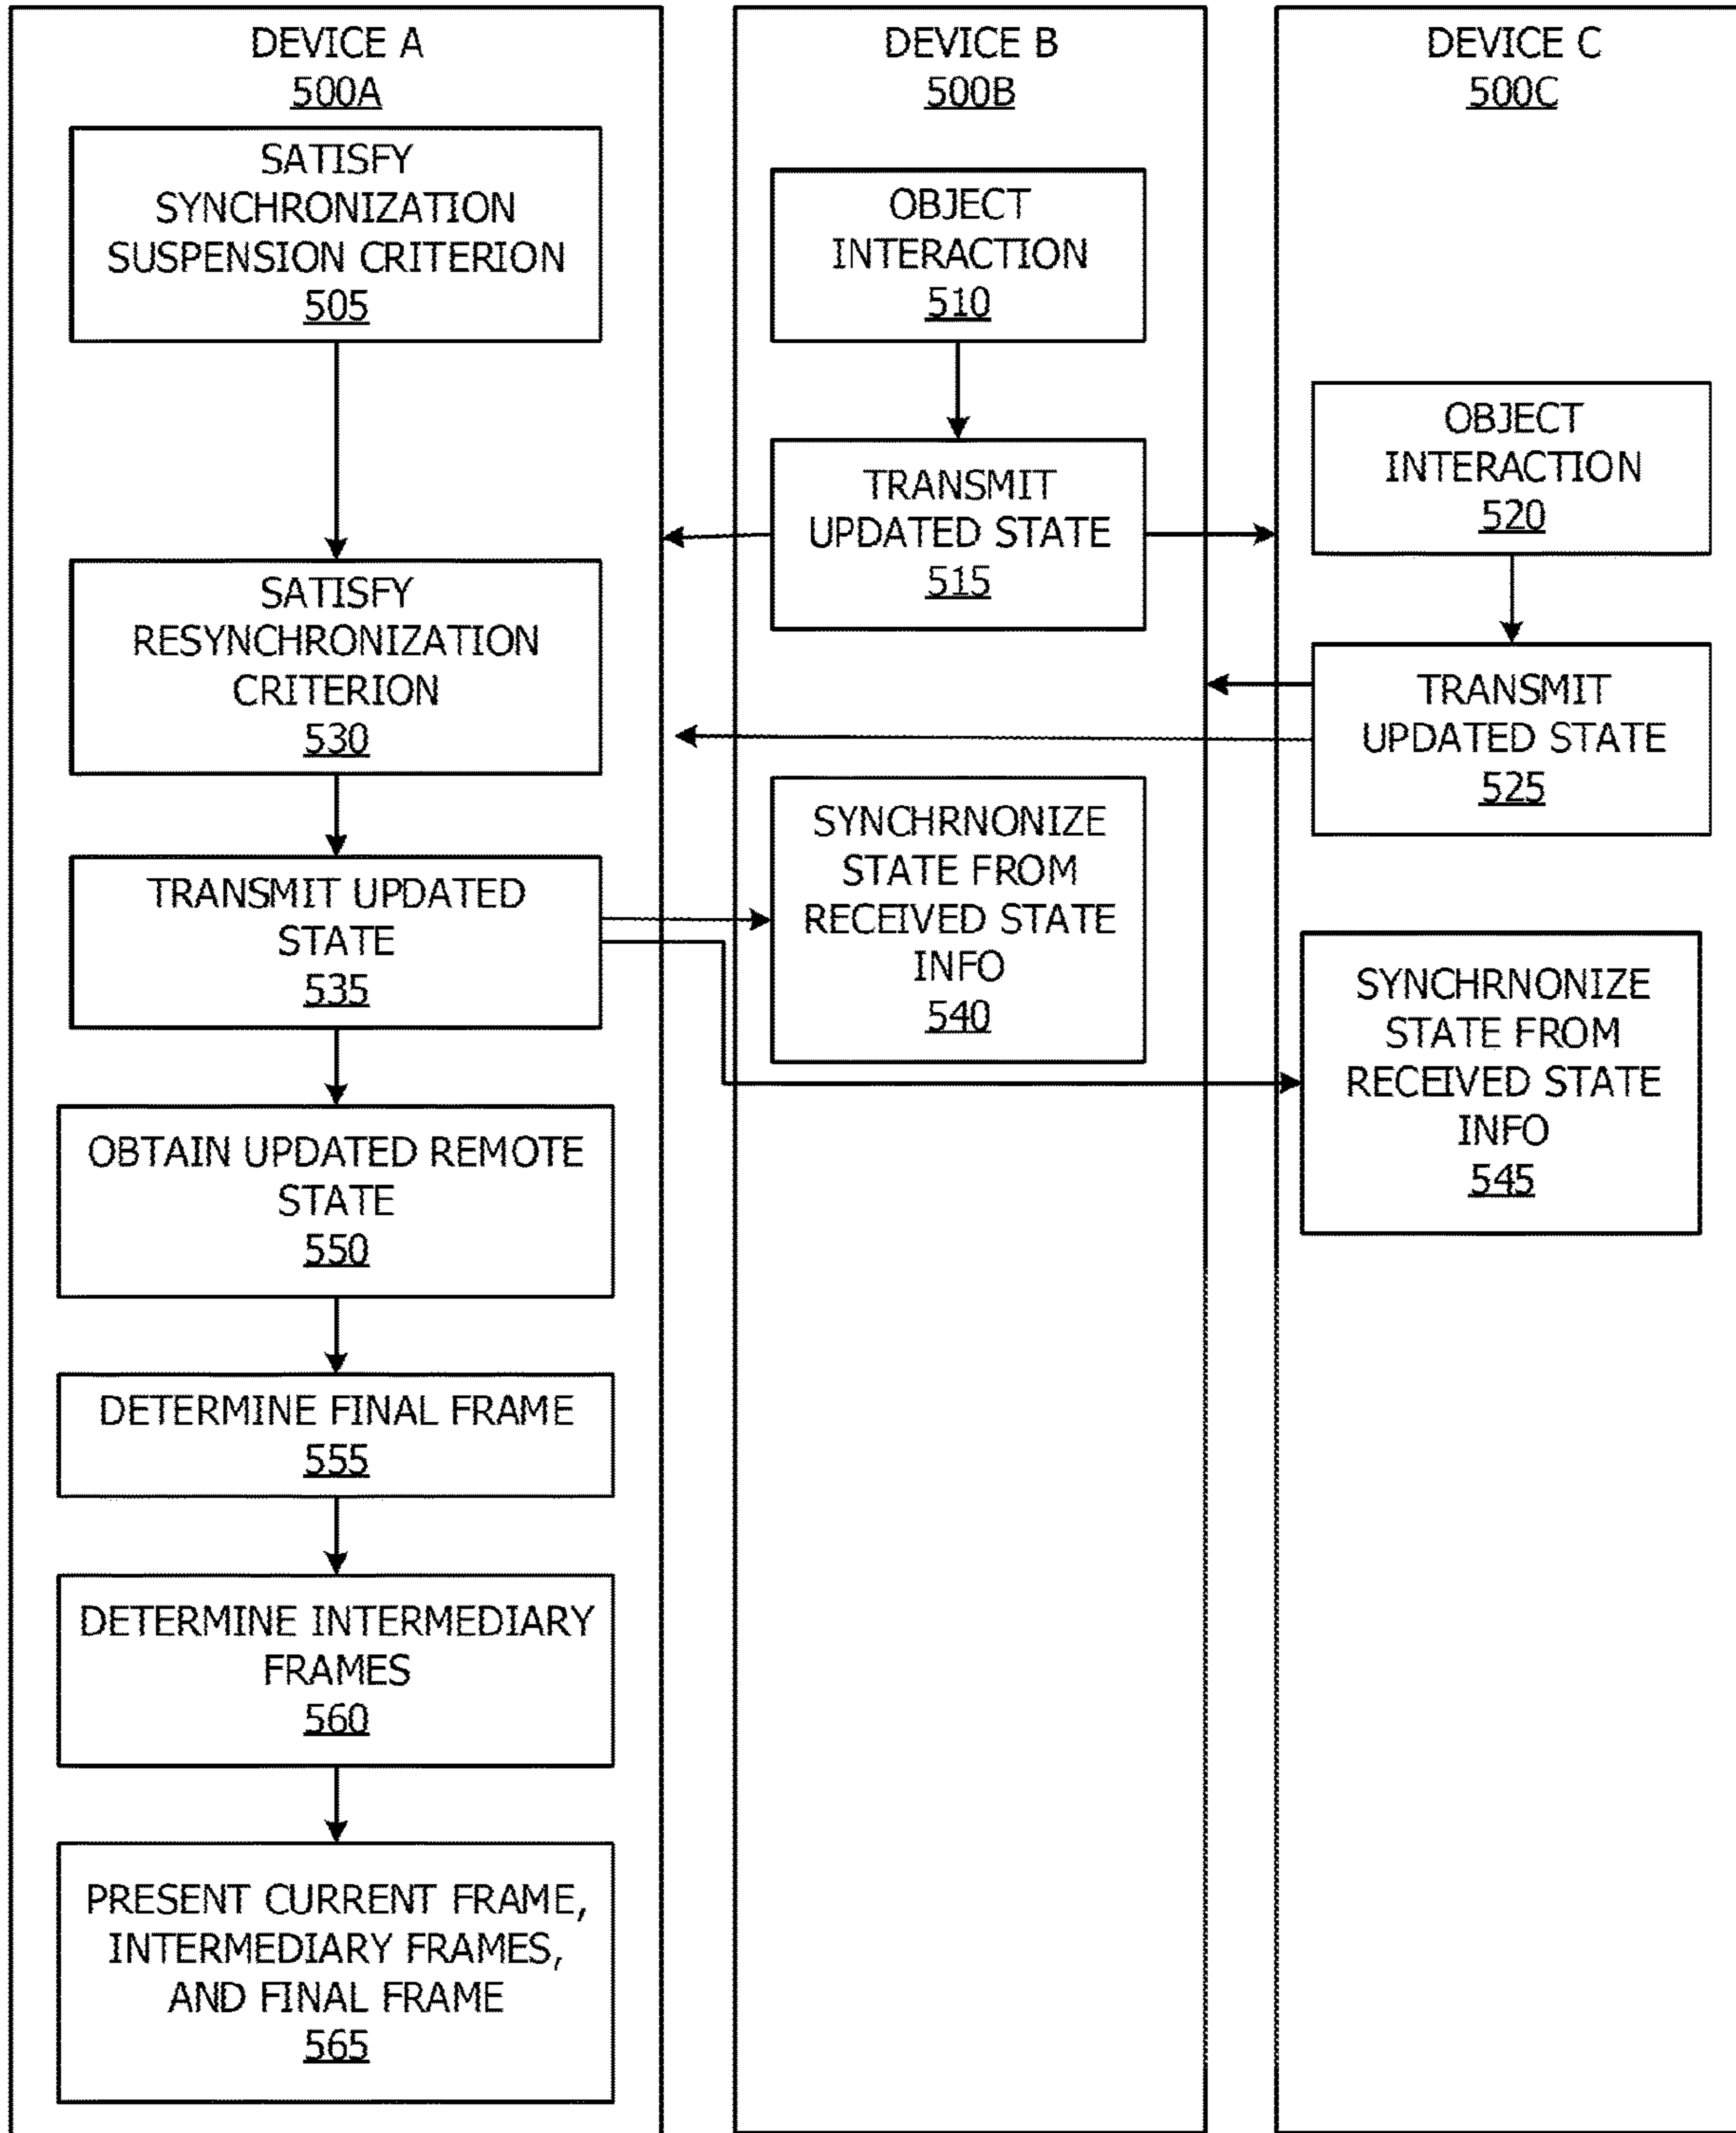 DEVICE A
500A
SATISFY
SYNCHRONIZATION
SUSPENSION CRITERION
505
SATISFY
RESYNCHRONIZATION
CRITERION
530
TRANSMIT UPDATED
STATE
535
OBTAIN UPDATED REMOTE
STATE
550
DETERMINE FINAL FRAME
555
DETERMINE INTERMEDIARY
FRAMES
560
PRESENT CURRENT FRAME,
INTERMEDIARY FRAMES,
AND FINAL FRAME
565
DEVICE B
500B
OBJECT
INTERACTION
510
TRANSMIT
UPDATED STATE
515
SYNCHRNONIZE
STATE FROM
RECEIVED STATE
INFO
540
DEVICE C
500C
OBJECT
INTERACTION
520
TRANSMIT
UPDATED STATE
525
SYNCHRNONIZE
STATE FROM
RECEIVED STATE
INFO
545